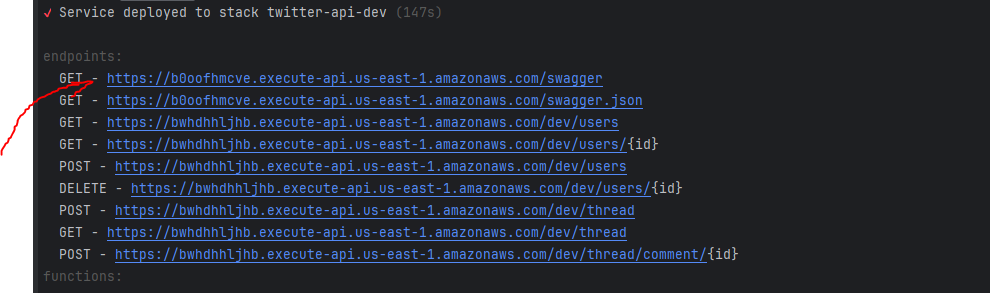 ✓ Service deployed to stack twitter-api-dev (147s)
endpoints:
GET - https://b0oofhmcve.execute-api.us-east-1.amazonaws.com/swagger
GET - https://b0oofhmcve.execute-api.us-east-1.amazonaws.com/swagger.json
GET - https://bwhdhhljhb.execute-api.us-east-1.amazonaws.com/dev/users
GET - https://bwhdhhljhb.execute-api.us-east-1.amazonaws.com/dev/users/{id}
POST - https://bwhdhhljhb.execute-api.us-east-1.amazonaws.com/dev/users
DELETE - https://bwhdhhljhb.execute-api.us-east-1.amazonaws.com/dev/users/{id}
POST - https://bwhdhhljhb.execute-api.us-east-1.amazonaws.com/dev/thread
GET - https://bwhdhhljhb.execute-api.us-east-1.amazonaws.com/dev/thread
POST - https://bwhdhhljhb.execute-api.us-east-1.amazonaws.com/dev/thread/comment/{id}
functions: